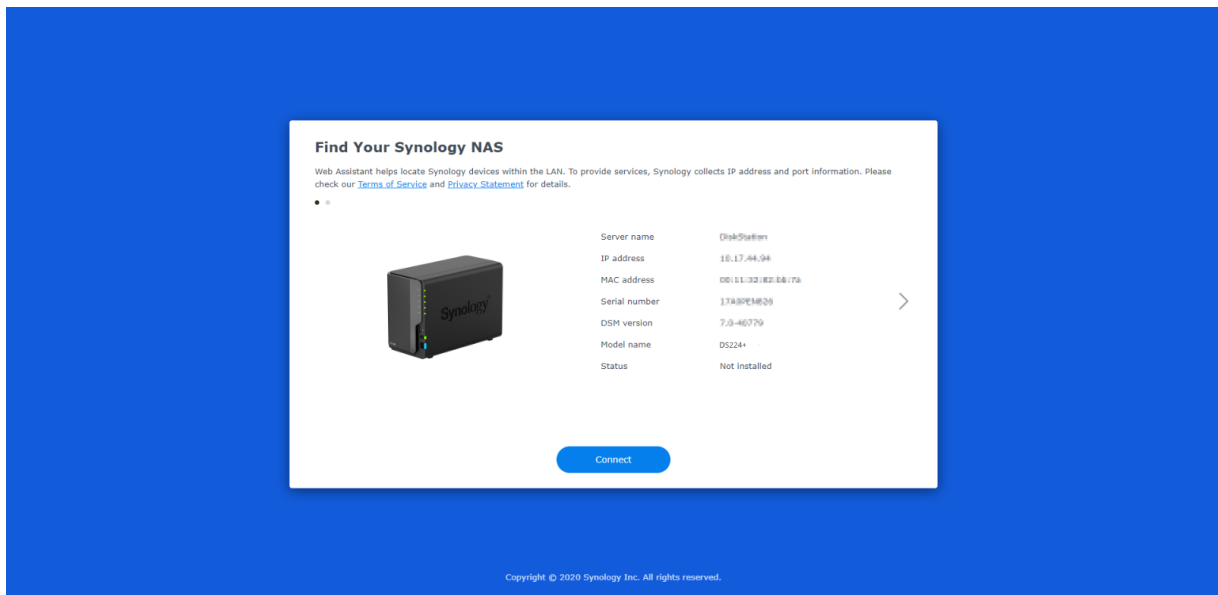 Find Your Synology NAS
Web Assistant helps locate Synology devices within the LAN. To provide services, Synology collects IP address and port information. Please
check our Terms of Service and Privacy Statement for details.
Server name DiskStation
IP address
MAC address
Serial number
DSM version
Synology
Model name DS224+
Status Not installed
Connect
Copyright © 2020 Synology Inc. All rights reserved.